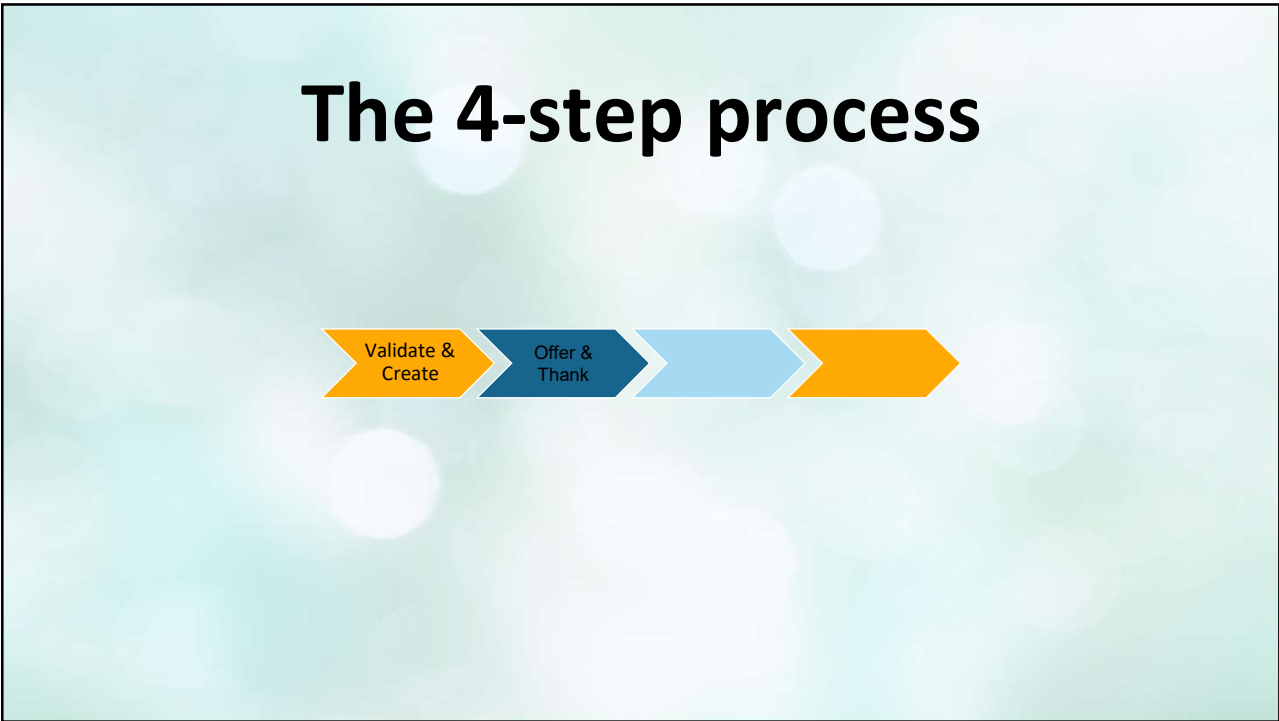 The 4-step process
Validate &
Create
Offer &
Thank